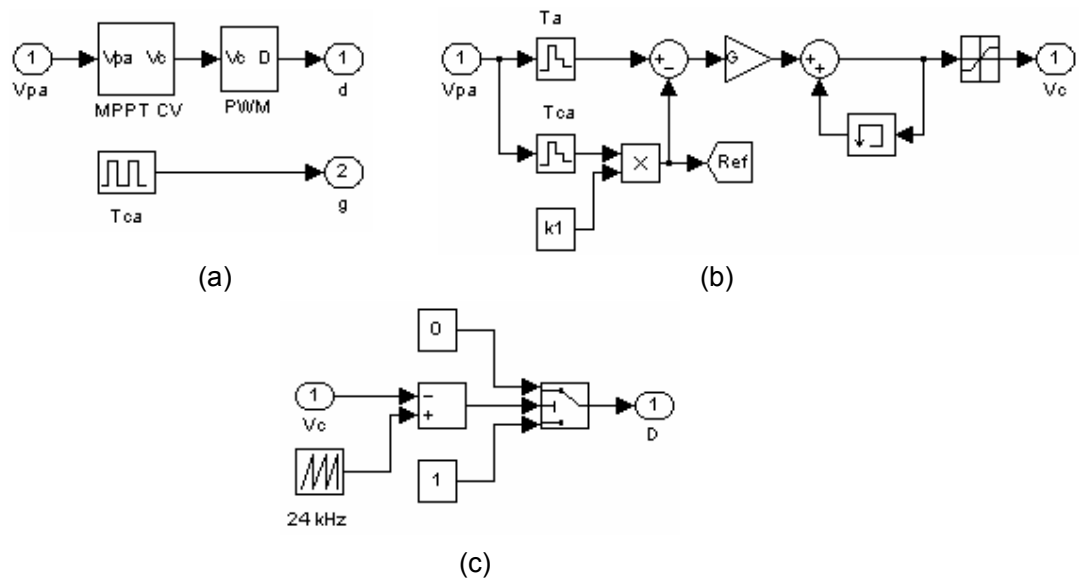 1
Vpa
Vpa Vc
MPPT CV
Vc D
PWM
1
d
Tca
2
g
(a)
Ta
1
Vpa
Tca
k1
Ref
G
1
Vc
(b)
0
1
Vc
24 kHz
1
1
D
(c)